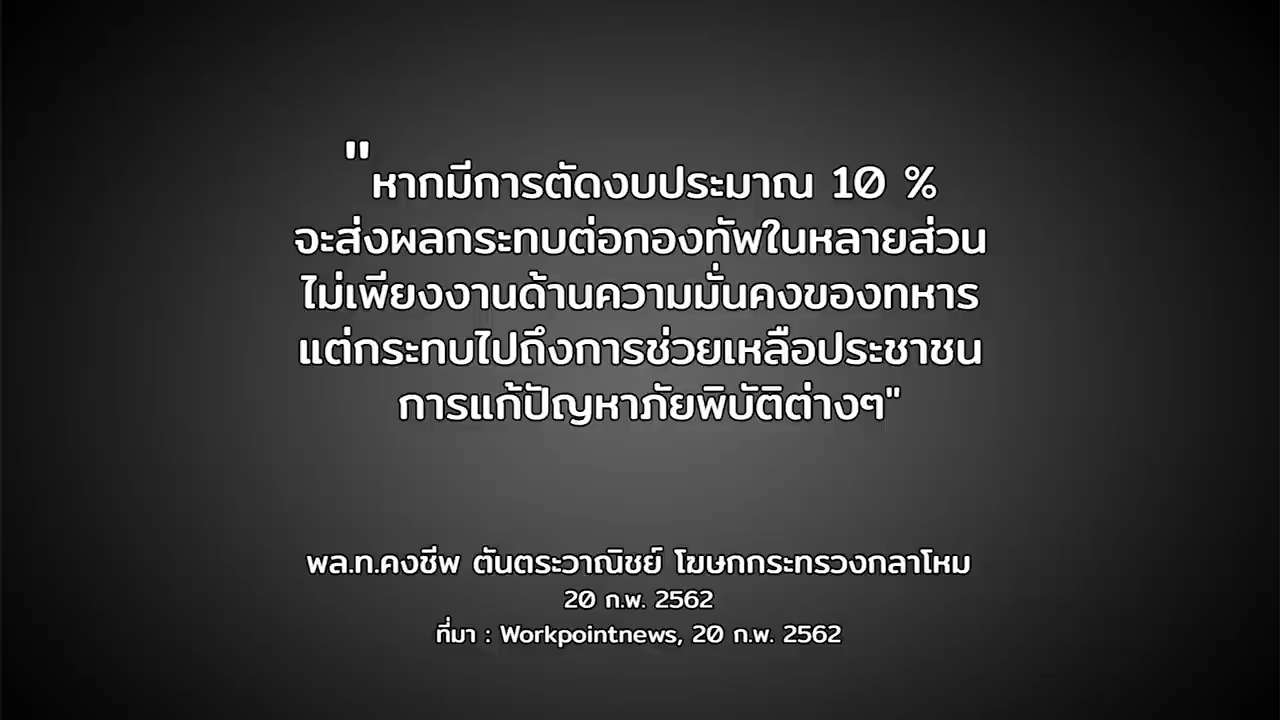 "หากมีการตัดงบประมาณ 10 %
จะส่งผลกระทบต่อกองทัพในหลายส่วน
ไม่เพียงงานด้านความมั่นคงของทหาร
แต่กระทบไปถึงการช่วยเหลือประชาชน
การแก้ปัญหาภัยพิบัติต่างๆ"
พล.ท.คงชีพ ตันตระวาณิชย์ โฆษกกระทรวงกลาโหม
20 ก.พ. 2562
ที่มา : Workpointnews, 20 ก.พ. 2562